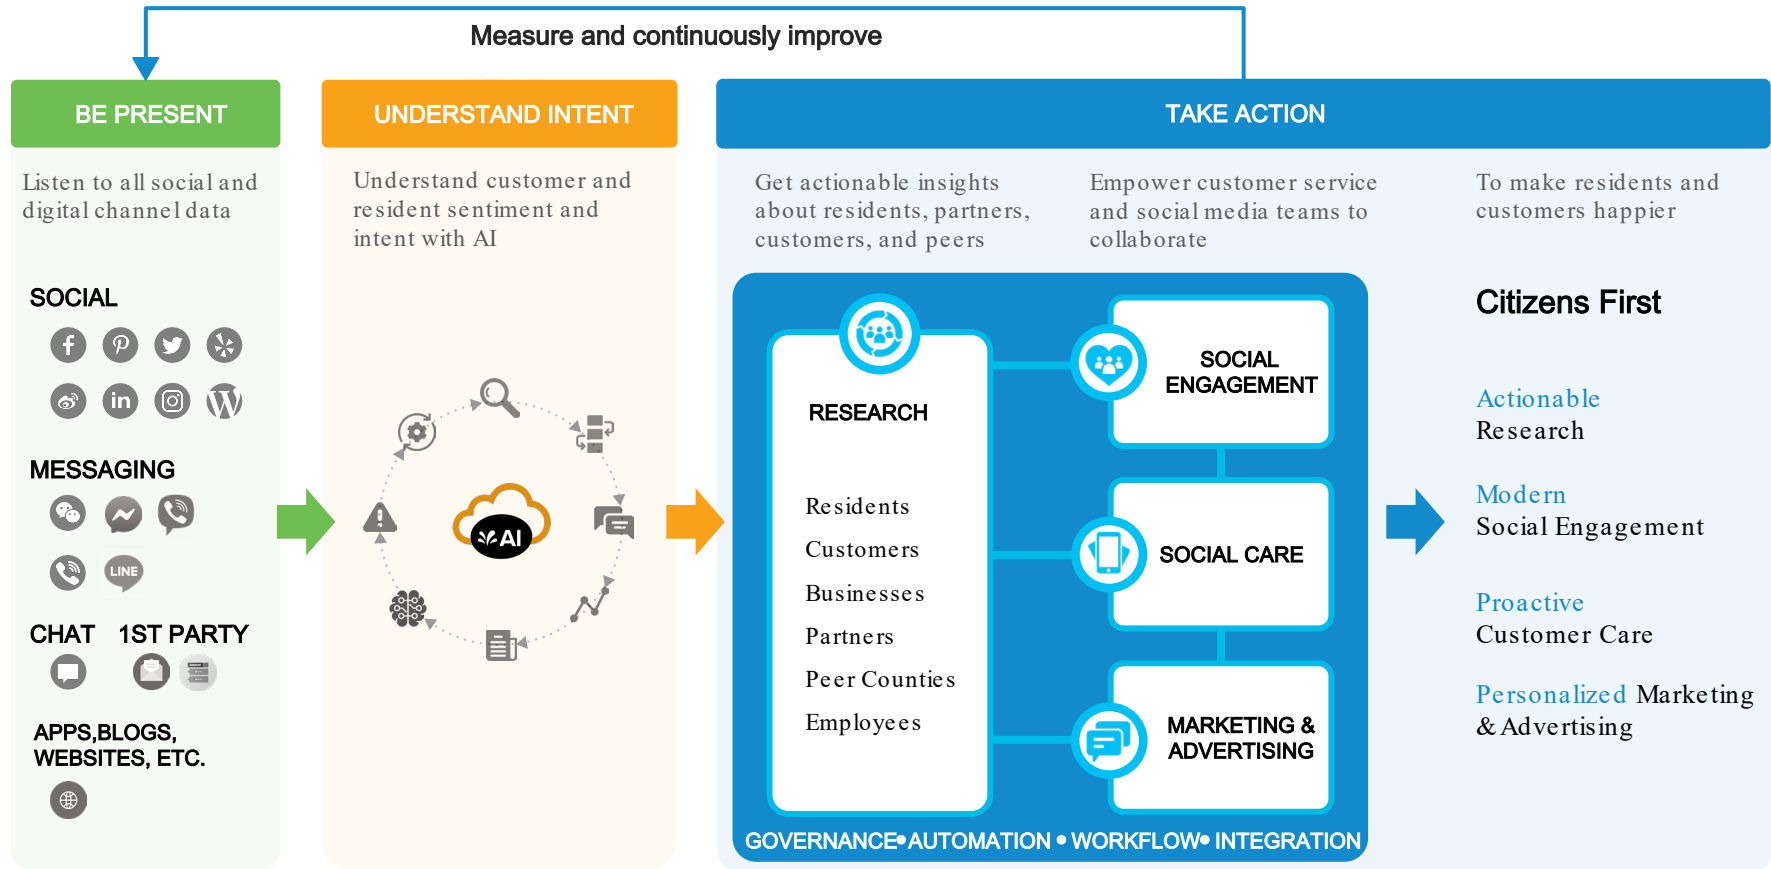 Measure and continuously improve
BE PRESENT
Listen to all social and
digital channel data
SOCIAL
in
MESSAGING
LINE
CHAT
1ST PARTY
APPS,BLOGS,
WEBSITES, ETC.
UNDERSTAND INTENT
Understand customer and
resident sentiment and
intent with AI
AI
TAKE ACTION
Get actionable insights
about residents, partners,
customers, and peers
Empower customer service
and social media teams to
collaborate
To make residents and
customers happier
RESEARCH
Residents
Customers
Businesses
Partners
Peer Counties
Employees
SOCIAL
ENGAGEMENT
SOCIAL CARE
MARKETING &
ADVERTISING
GOVERNANCE•AUTOMATION • WORKFLOW• INTEGRATION
Citizens First
Actionable
Research
Modern
Social Engagement
Proactive
Customer Care
Personalized Marketing
& Advertising